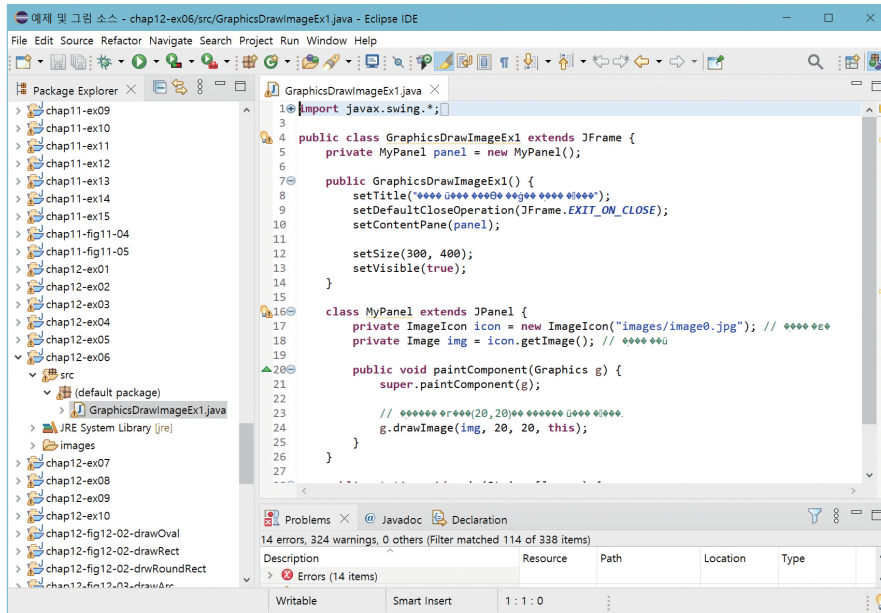 예제 및 그림 소스 - chap12-ex06/src/GraphicsDrawImageEx1.java - Eclipse IDE
File Edit Source Refactor Navigate Search Project Run Window Help
Package Explorer
chap11-ex09
chap11-ex10
chap11-ex11
chap11-ex12
chap11-ex13
chap11-ex14
chap11-ex15
chap11-fig11-04
chap11-fig11-05
chap12-ex01
chap12-ex02
chap12-ex03
chap12-ex04
chap12-ex05
chap12-ex06
src
(default package)
GraphicsDrawImageEx1.java
JRE System Library [jre]
images
chap12-ex07
chap12-ex08
chap12-ex09
chap12-ex10
chap12-fig12-02-drawOval
chap12-fig12-02-drawRect
chap12-fig12-02-drwRoundRect
chap12-fig12-03-drawArc
GraphicsDrawImageEx1.java
1 import javax.swing.*;
3
4 public class GraphicsDrawImageEx1 extends JFrame {
5 private MyPanel panel = new MyPanel();
6
7 public GraphicsDrawImageEx1() {
8 setTitle("");
9 setDefaultCloseOperation(JFrame.EXIT_ON_CLOSE);
10 setContentPane(panel);
11
12 setSize(300, 400);
13 setVisible(true);
14 }
15
16 class MyPanel extends JPanel {
17 private ImageIcon icon = new ImageIcon("images/image0.jpg"); //
18 private Image img = icon.getImage(); //
19
20 public void paintComponent(Graphics g) {
21 super.paintComponent(g);
22
23 // (20,20)
24 g.drawImage(img, 20, 20, this);
25 }
26 }
27
Problems
Javadoc
Declaration
14 errors, 324 warnings, 0 others (Filter matched 114 of 338 items)
Description Resource Path Location Type
Errors (14 items)
Writable Smart Insert 1 : 1 : 0